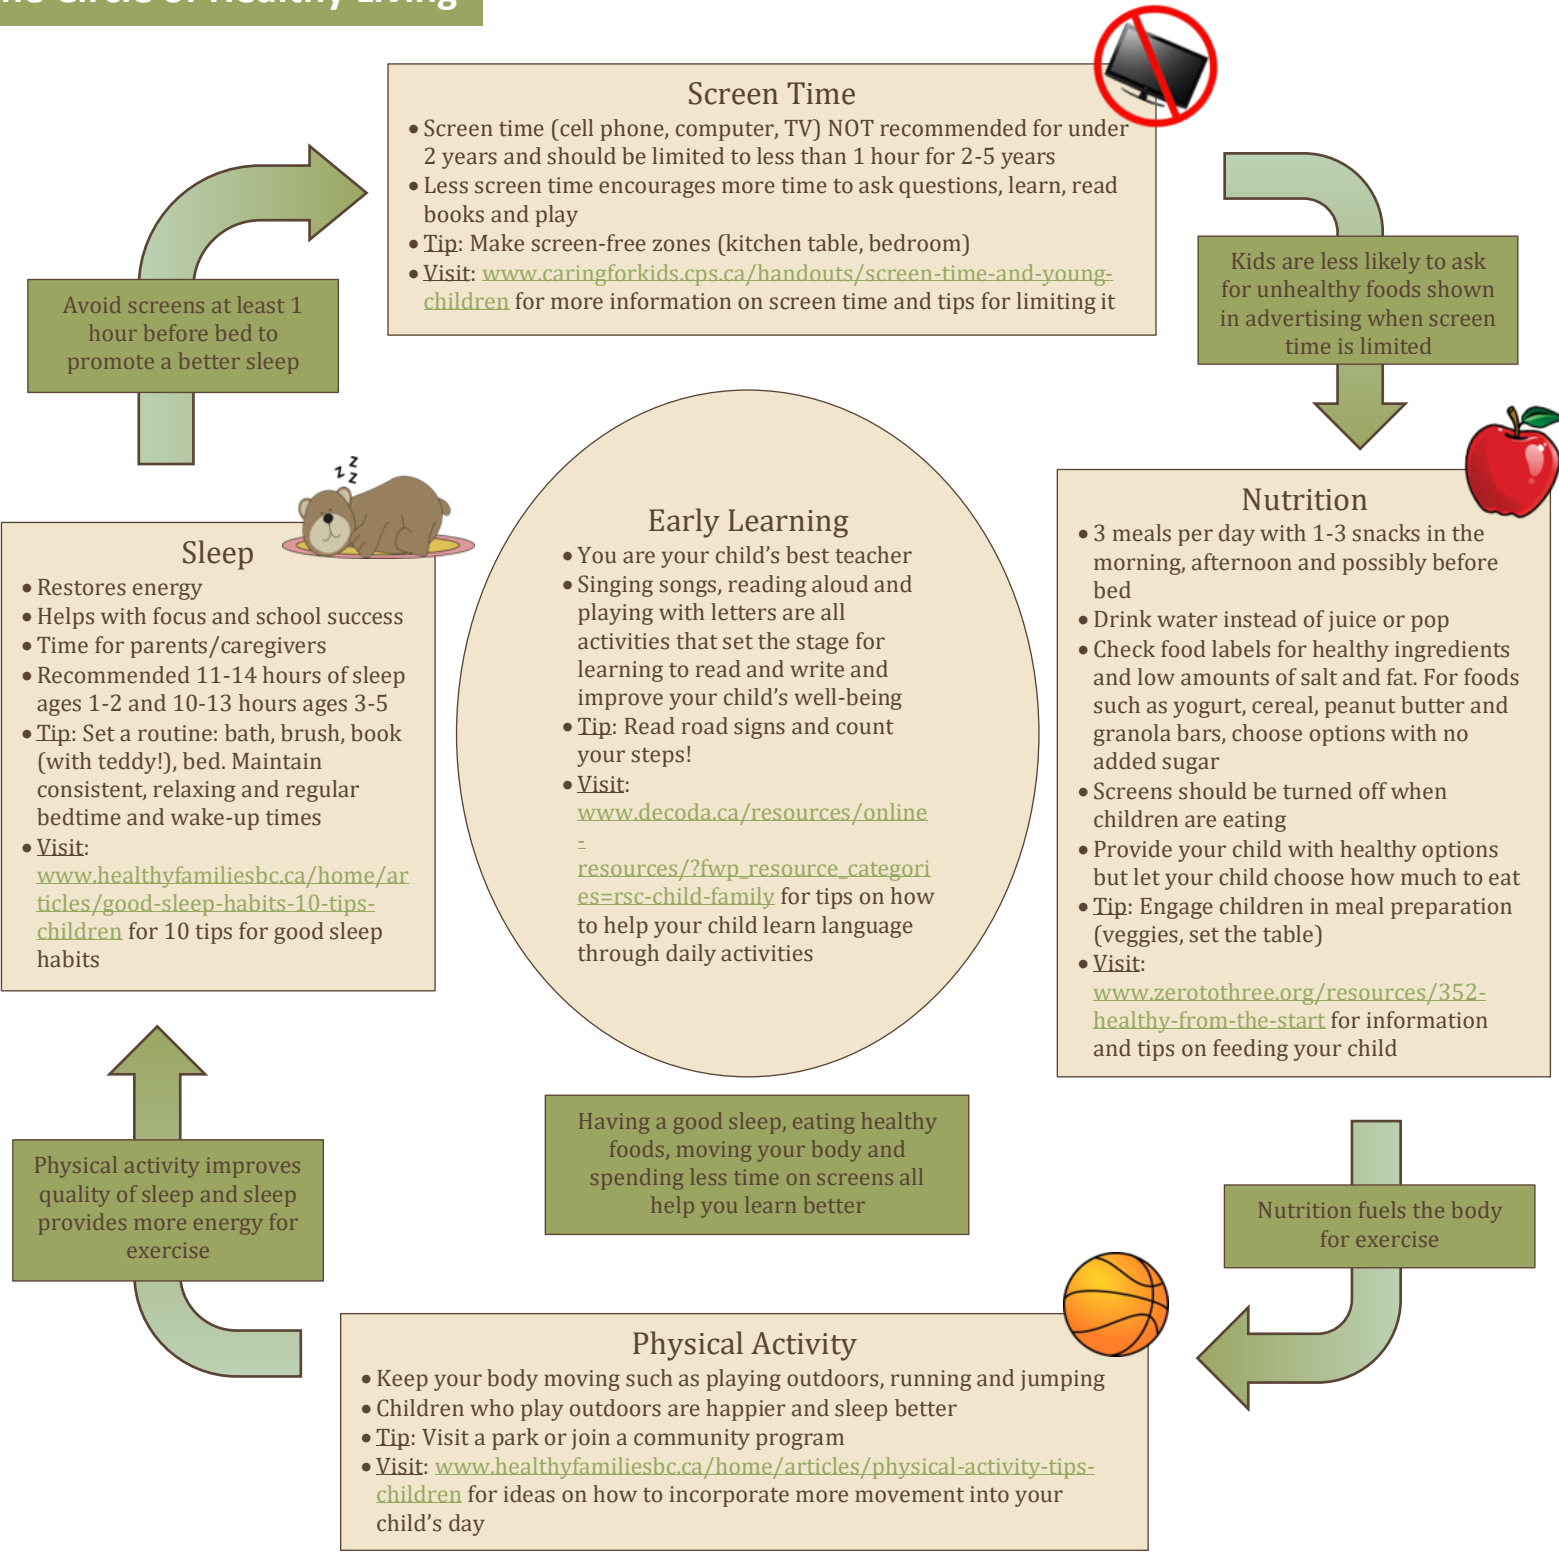 The Circle of Healthy Living
Screen Time
• Screen time (cell phone, computer, TV) NOT recommended for under
2 years and should be limited to less than 1 hour for 2-5 years
• Less screen time encourages more time to ask questions, learn, read
books and play
• Tip: Make screen-free zones (kitchen table, bedroom)
• Visit: www.caringforkids.cps.ca/handouts/screen-time-and-young-
children for more information on screen time and tips for limiting it
Kids are less likely to ask
for unhealthy foods shown
in advertising when screen
time is limited
Avoid screens at least 1
hour before bed to
promote a better sleep
z
z
z
Sleep
• Restores energy
• Helps with focus and school success
• Time for parents/caregivers
• Recommended 11-14 hours of sleep
ages 1-2 and 10-13 hours ages 3-5
• Tip: Set a routine: bath, brush, book
(with teddy!), bed. Maintain
consistent, relaxing and regular
bedtime and wake-up times
• Visit:
www.healthyfamiliesbc.ca/home/ar
ticles/good-sleep-habits-10-tips-
children for 10 tips for good sleep
habits
Early Learning
• You are your child’s best teacher
• Singing songs, reading aloud and
playing with letters are all
activities that set the stage for
learning to read and write and
improve your child’s well-being
• Tip: Read road signs and count
your steps!
• Visit:
www.decoda.ca/resources/online
-
resources/?fwp_resource_categori
es=rsc-child-family for tips on how
to help your child learn language
through daily activities
Nutrition
• 3 meals per day with 1-3 snacks in the
morning, afternoon and possibly before
bed
• Drink water instead of juice or pop
• Check food labels for healthy ingredients
and low amounts of salt and fat. For foods
such as yogurt, cereal, peanut butter and
granola bars, choose options with no
added sugar
• Screens should be turned off when
children are eating
• Provide your child with healthy options
but let your child choose how much to eat
• Tip: Engage children in meal preparation
(veggies, set the table)
• Visit:
www.zerotothree.org/resources/352-
healthy-from-the-start for information
and tips on feeding your child
Having a good sleep, eating healthy
foods, moving your body and
spending less time on screens all
help you learn better
Physical activity improves
quality of sleep and sleep
provides more energy for
exercise
Nutrition fuels the body
for exercise
Physical Activity
• Keep your body moving such as playing outdoors, running and jumping
• Children who play outdoors are happier and sleep better
• Tip: Visit a park or join a community program
• Visit: www.healthyfamiliesbc.ca/home/articles/physical-activity-tips-
children for ideas on how to incorporate more movement into your
child’s day